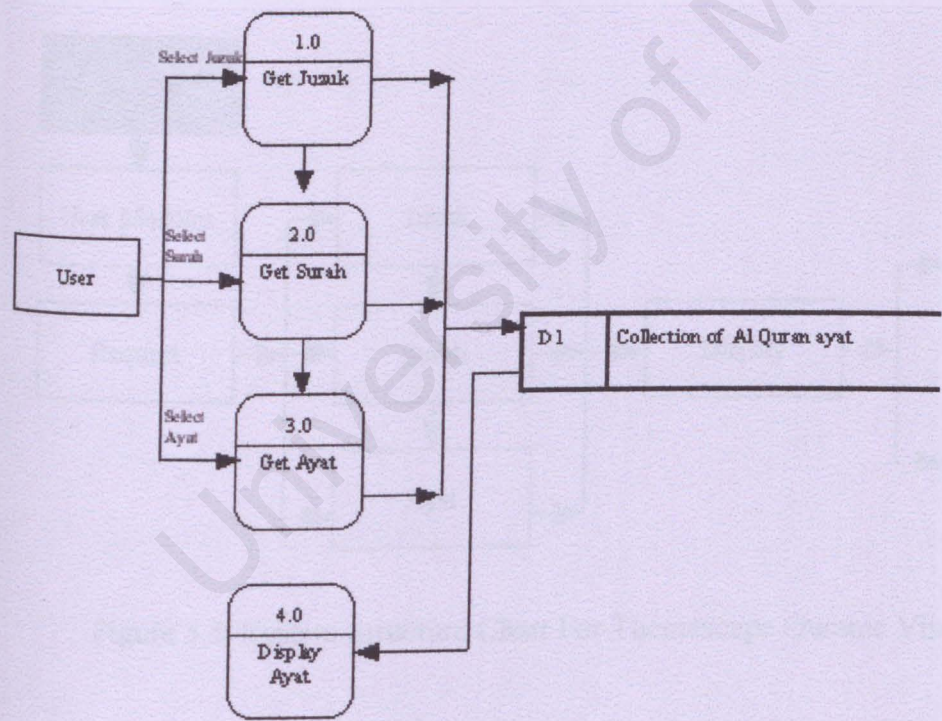 1.0
Select Juzuk
Get Juzuk
2.0
Select
Surah
Get Surah
User
D1 Collection of Al Quran ayat
3.0
Select
Ayat
Get Ayat
4.0
Display
Ayat
University of M